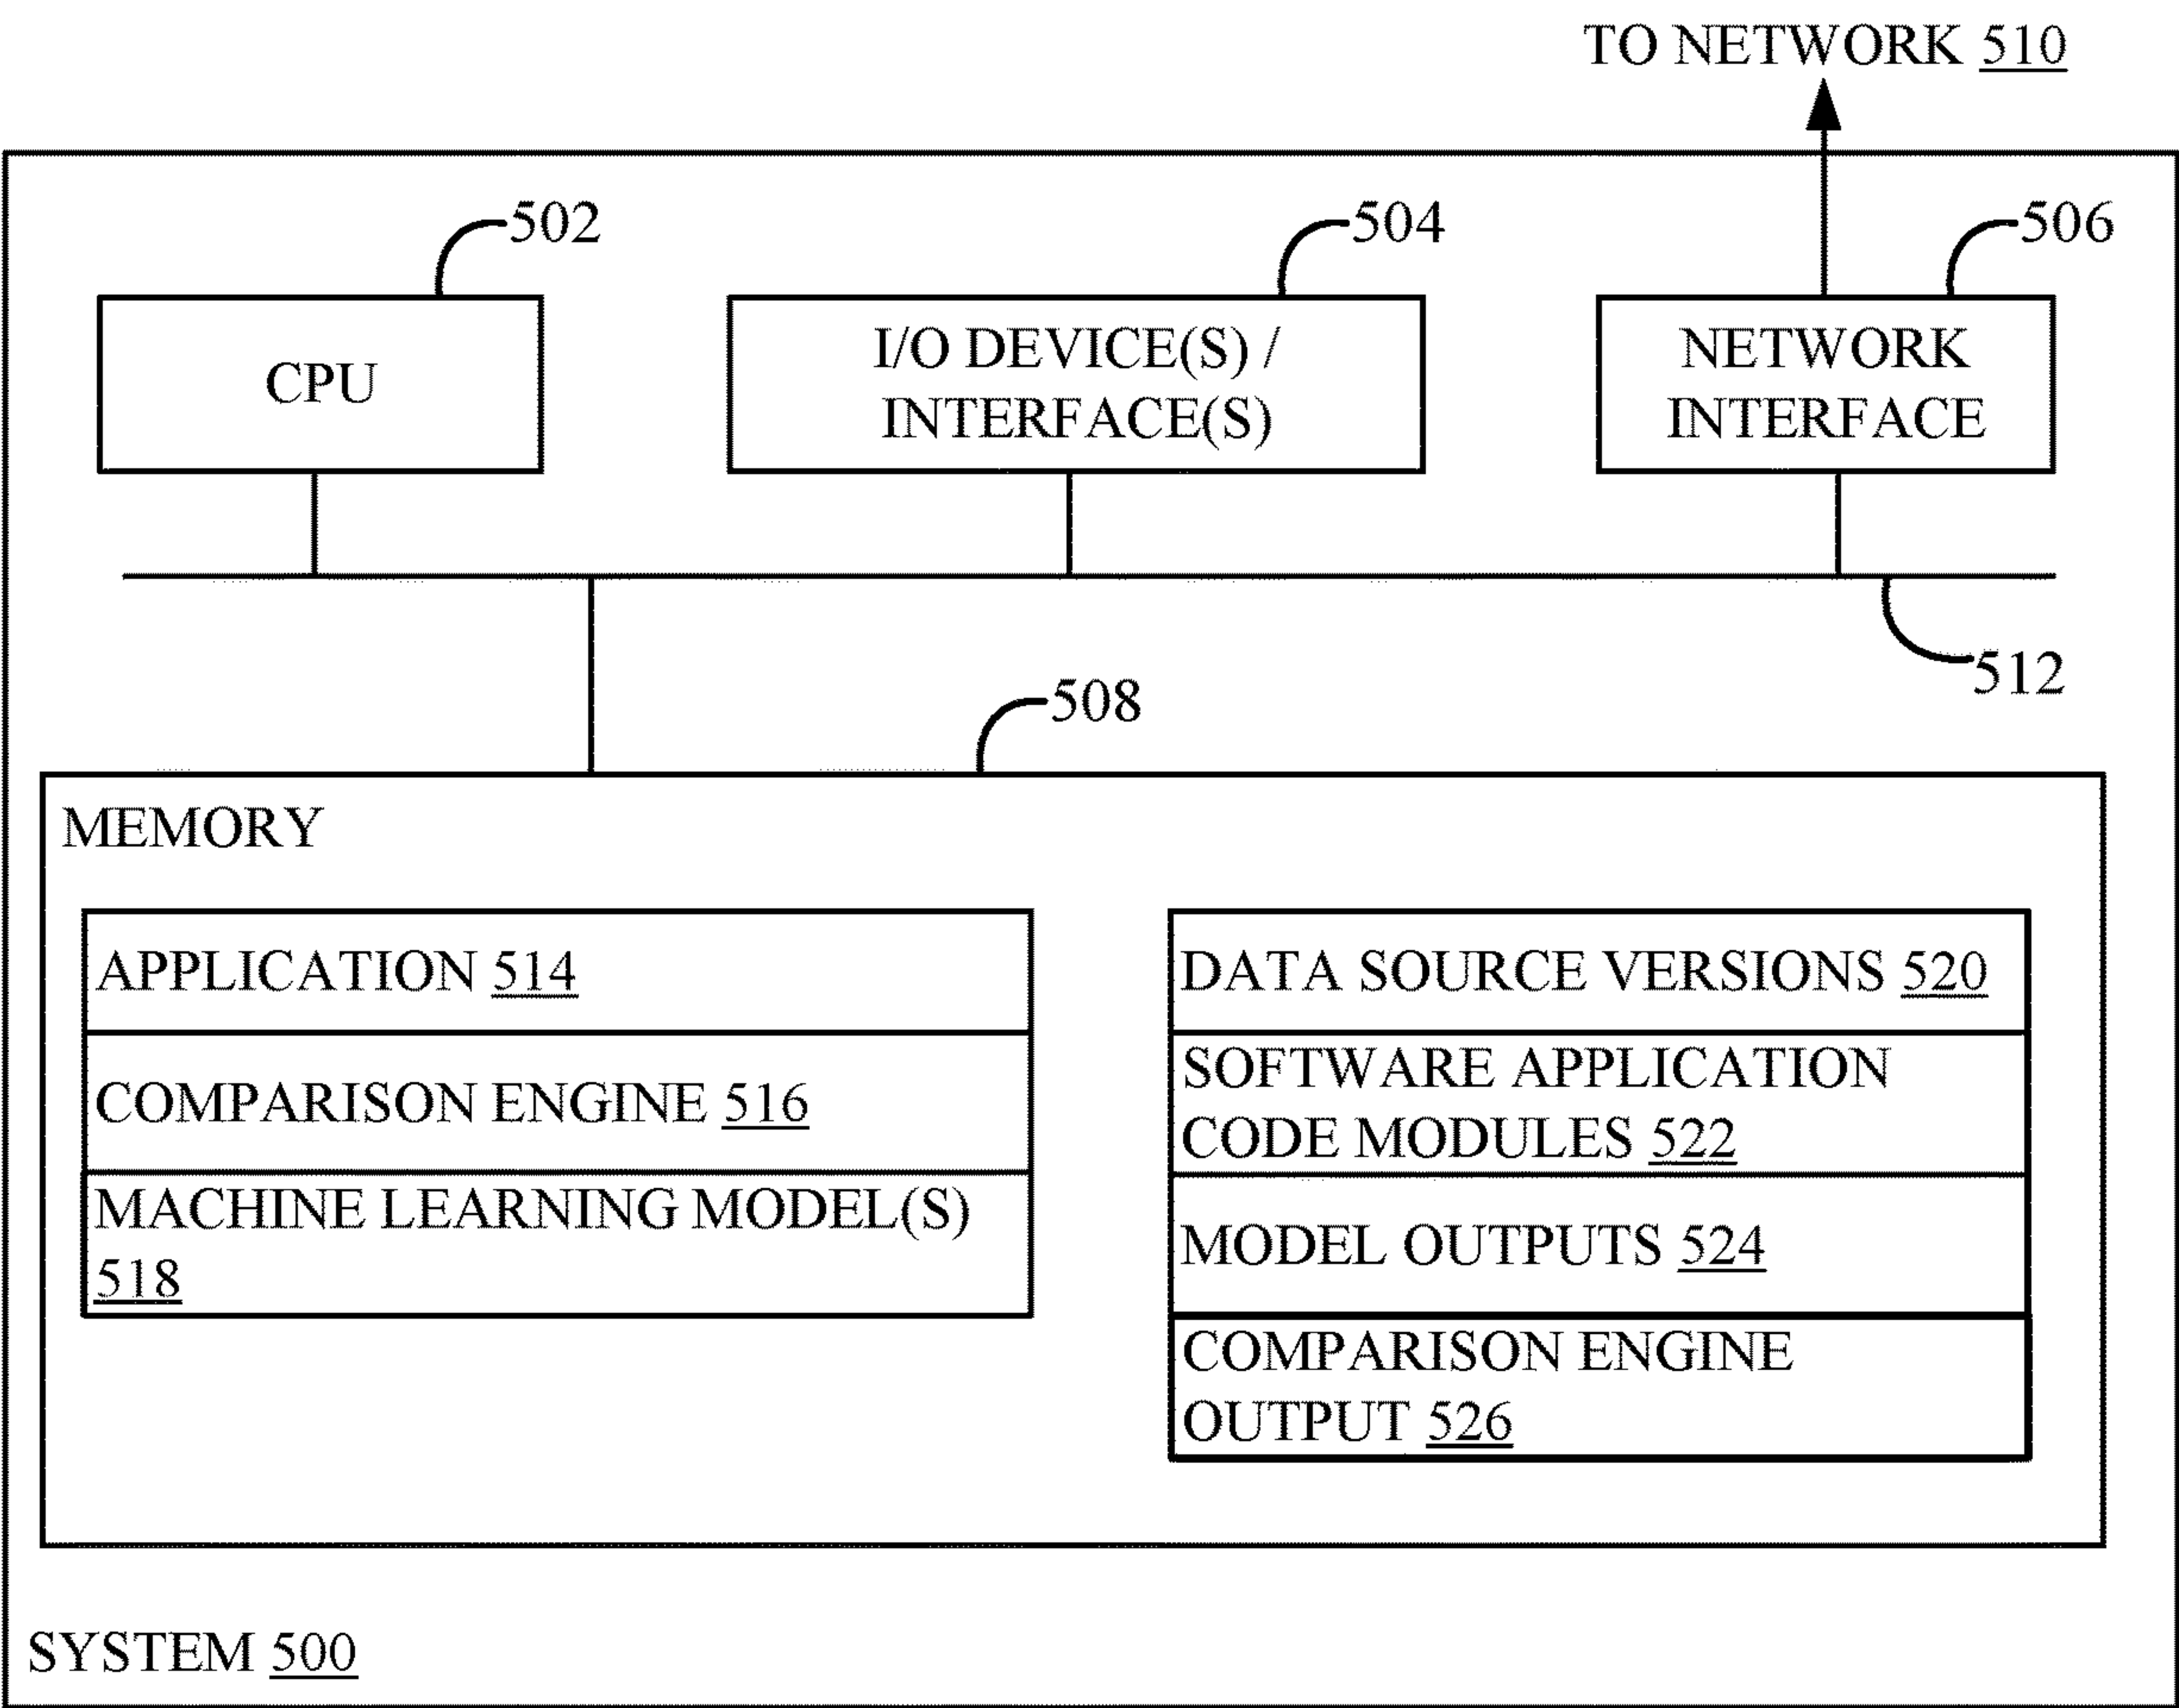 TO NETWORK 510
502
504
506
CPU
I/O DEVICE(S) /
INTERFACE(S)
NETWORK
INTERFACE
512
508
MEMORY
APPLICATION 514
COMPARISON ENGINE 516
MACHINE LEARNING MODEL(S)
518
DATA SOURCE VERSIONS 520
SOFTWARE APPLICATION
CODE MODULES 522
MODEL OUTPUTS 524
COMPARISON ENGINE
OUTPUT 526
SYSTEM 500